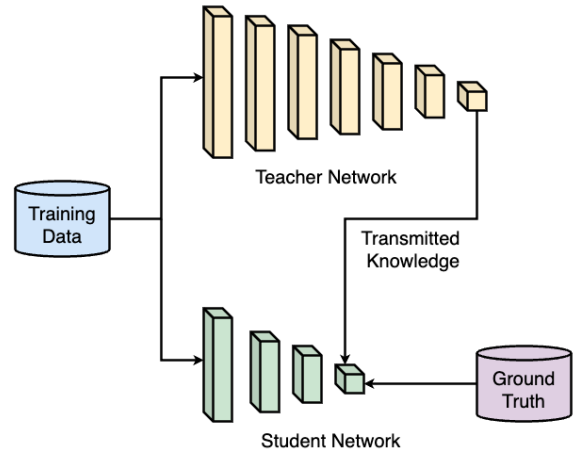 Teacher Network
Training
Data
Transmitted
Knowledge
Ground
Truth
Student Network